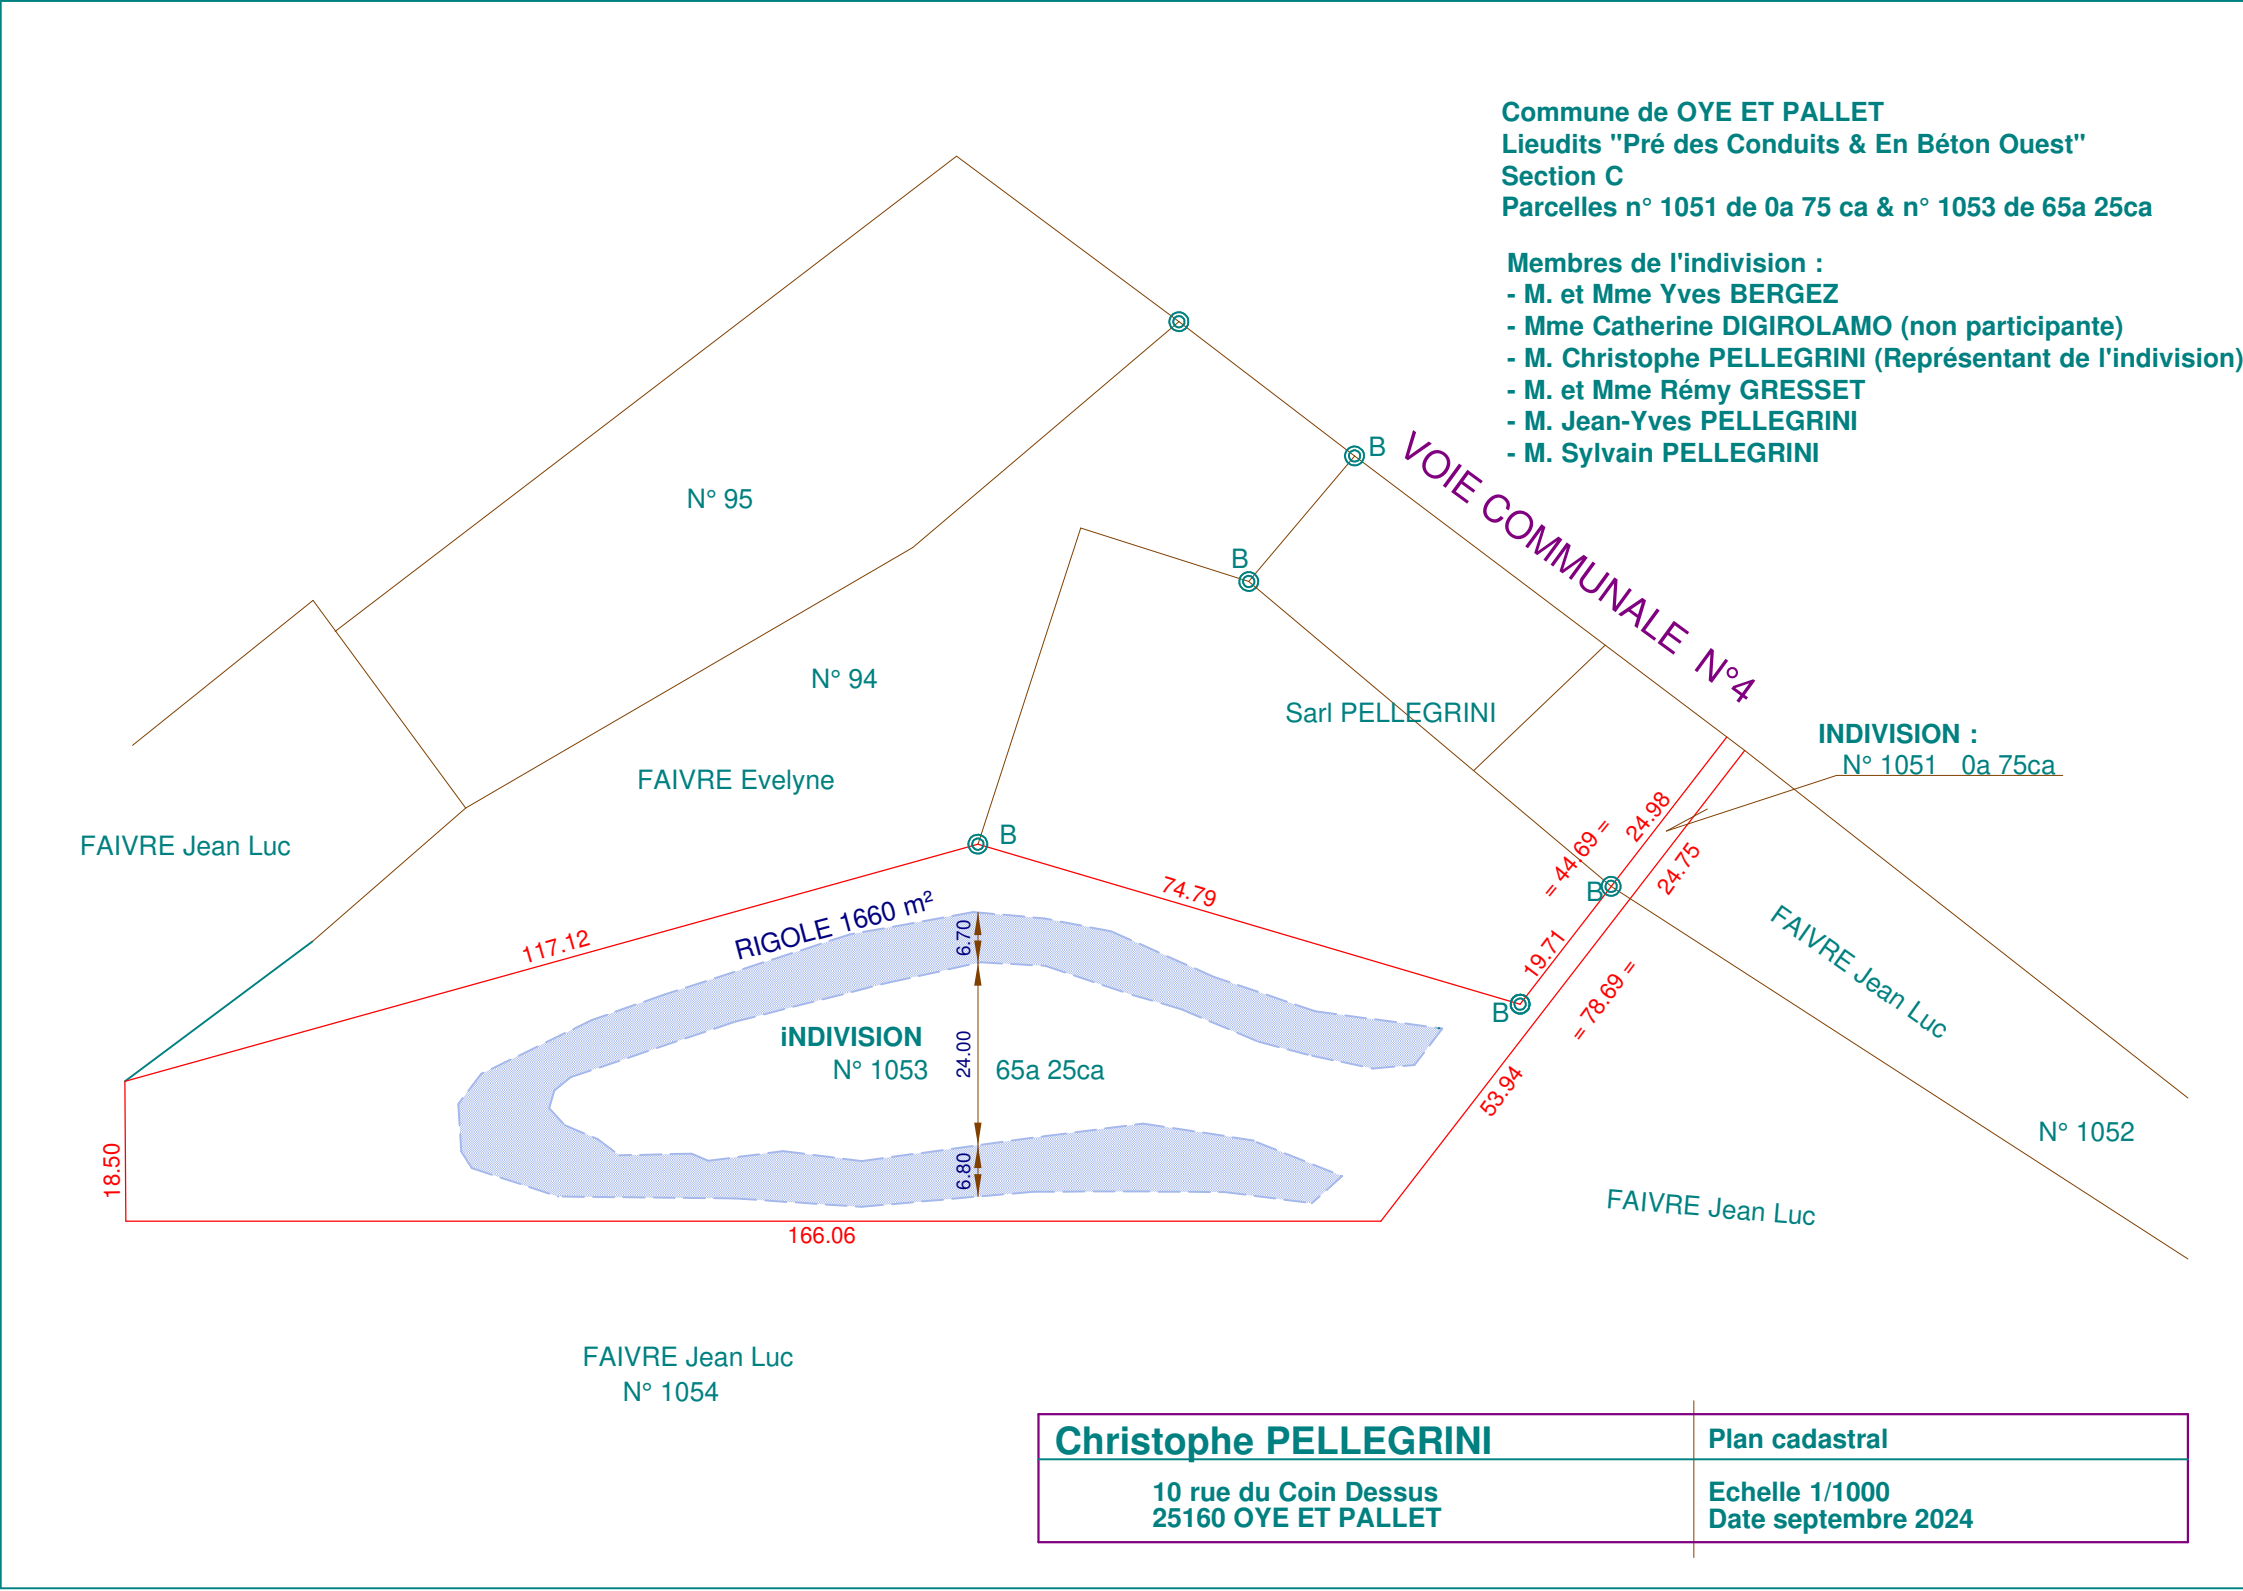 Commune de OYE ET PALLET
Lieudits "Pré des Conduits & En Béton Ouest"
Section C
Parcelles n° 1051 de 0a 75 ca & n° 1053 de 65a 25ca
Membres de l'indivision :
- M. et Mme Yves BERGEZ
- Mme Catherine DIGIROLAMO (non participante)
- M. Christophe PELLEGRINI (Représentant de l'indivision)
- M. et Mme Rémy GRESSET
- M. Jean-Yves PELLEGRINI
- M. Sylvain PELLEGRINI
B
VOIE COMMUNALE N°4
N° 95
B
N° 94
Sarl PELLEGRINI
INDIVISION :
N° 1051 0a 75ca
FAIVRE Evelyne
FAIVRE Jean Luc
B
= 44.69 =
24.98
24.75
B
74.79
RIGOLE 1660 m²
117.12
6.70
19.71
= 78.69 =
FAIVRE Jean Luc
B
iNDIVISION
N° 1053
24.00
65a 25ca
53.94
N° 1052
18.50
6.80
FAIVRE Jean Luc
166.06
FAIVRE Jean Luc
N° 1054
Christophe PELLEGRINI
Plan cadastral
10 rue du Coin Dessus
25160 OYE ET PALLET
Echelle 1/1000
Date septembre 2024